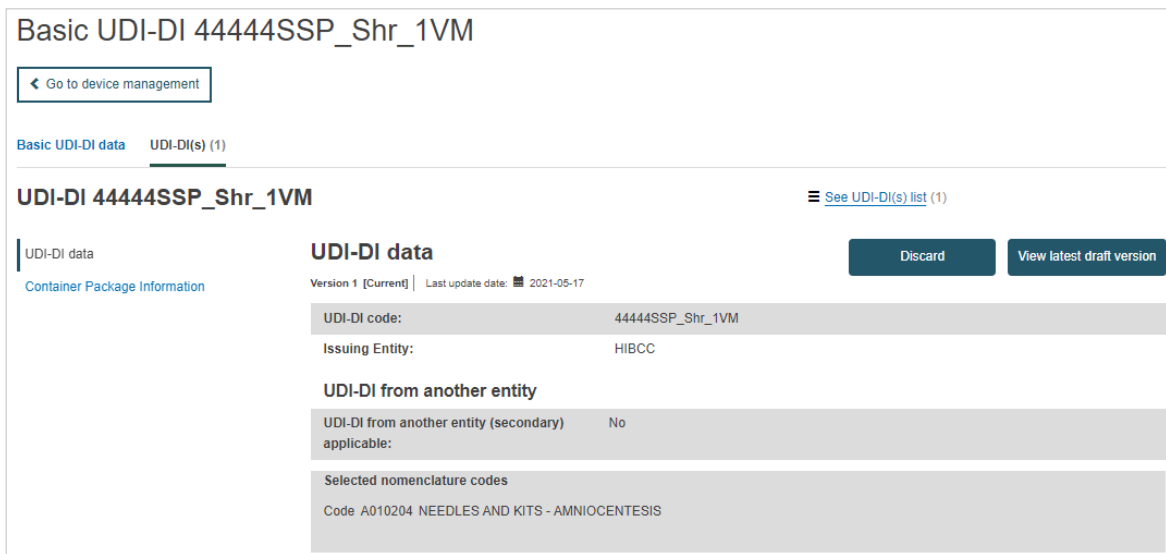 Basic UDI-DI 44444SSP_Shr_1VM
Go to device management
Basic UDI-DI data UDI-DI(s) (1)
UDI-DI 44444SSP_Shr_1VM
See UDI-DI(s) list (1)
UDI-DI data
Container Package Information
UDI-DI data
Discard
View latest draft version
Version 1 [Current] Last update date: 2021-05-17
UDI-DI code: 44444SSP_Shr_1VM
Issuing Entity: HIBCC
UDI-DI from another entity
UDI-DI from another entity (secondary) No
applicable:
Selected nomenclature codes
Code A010204 NEEDLES AND KITS - AMNIOCENTESIS